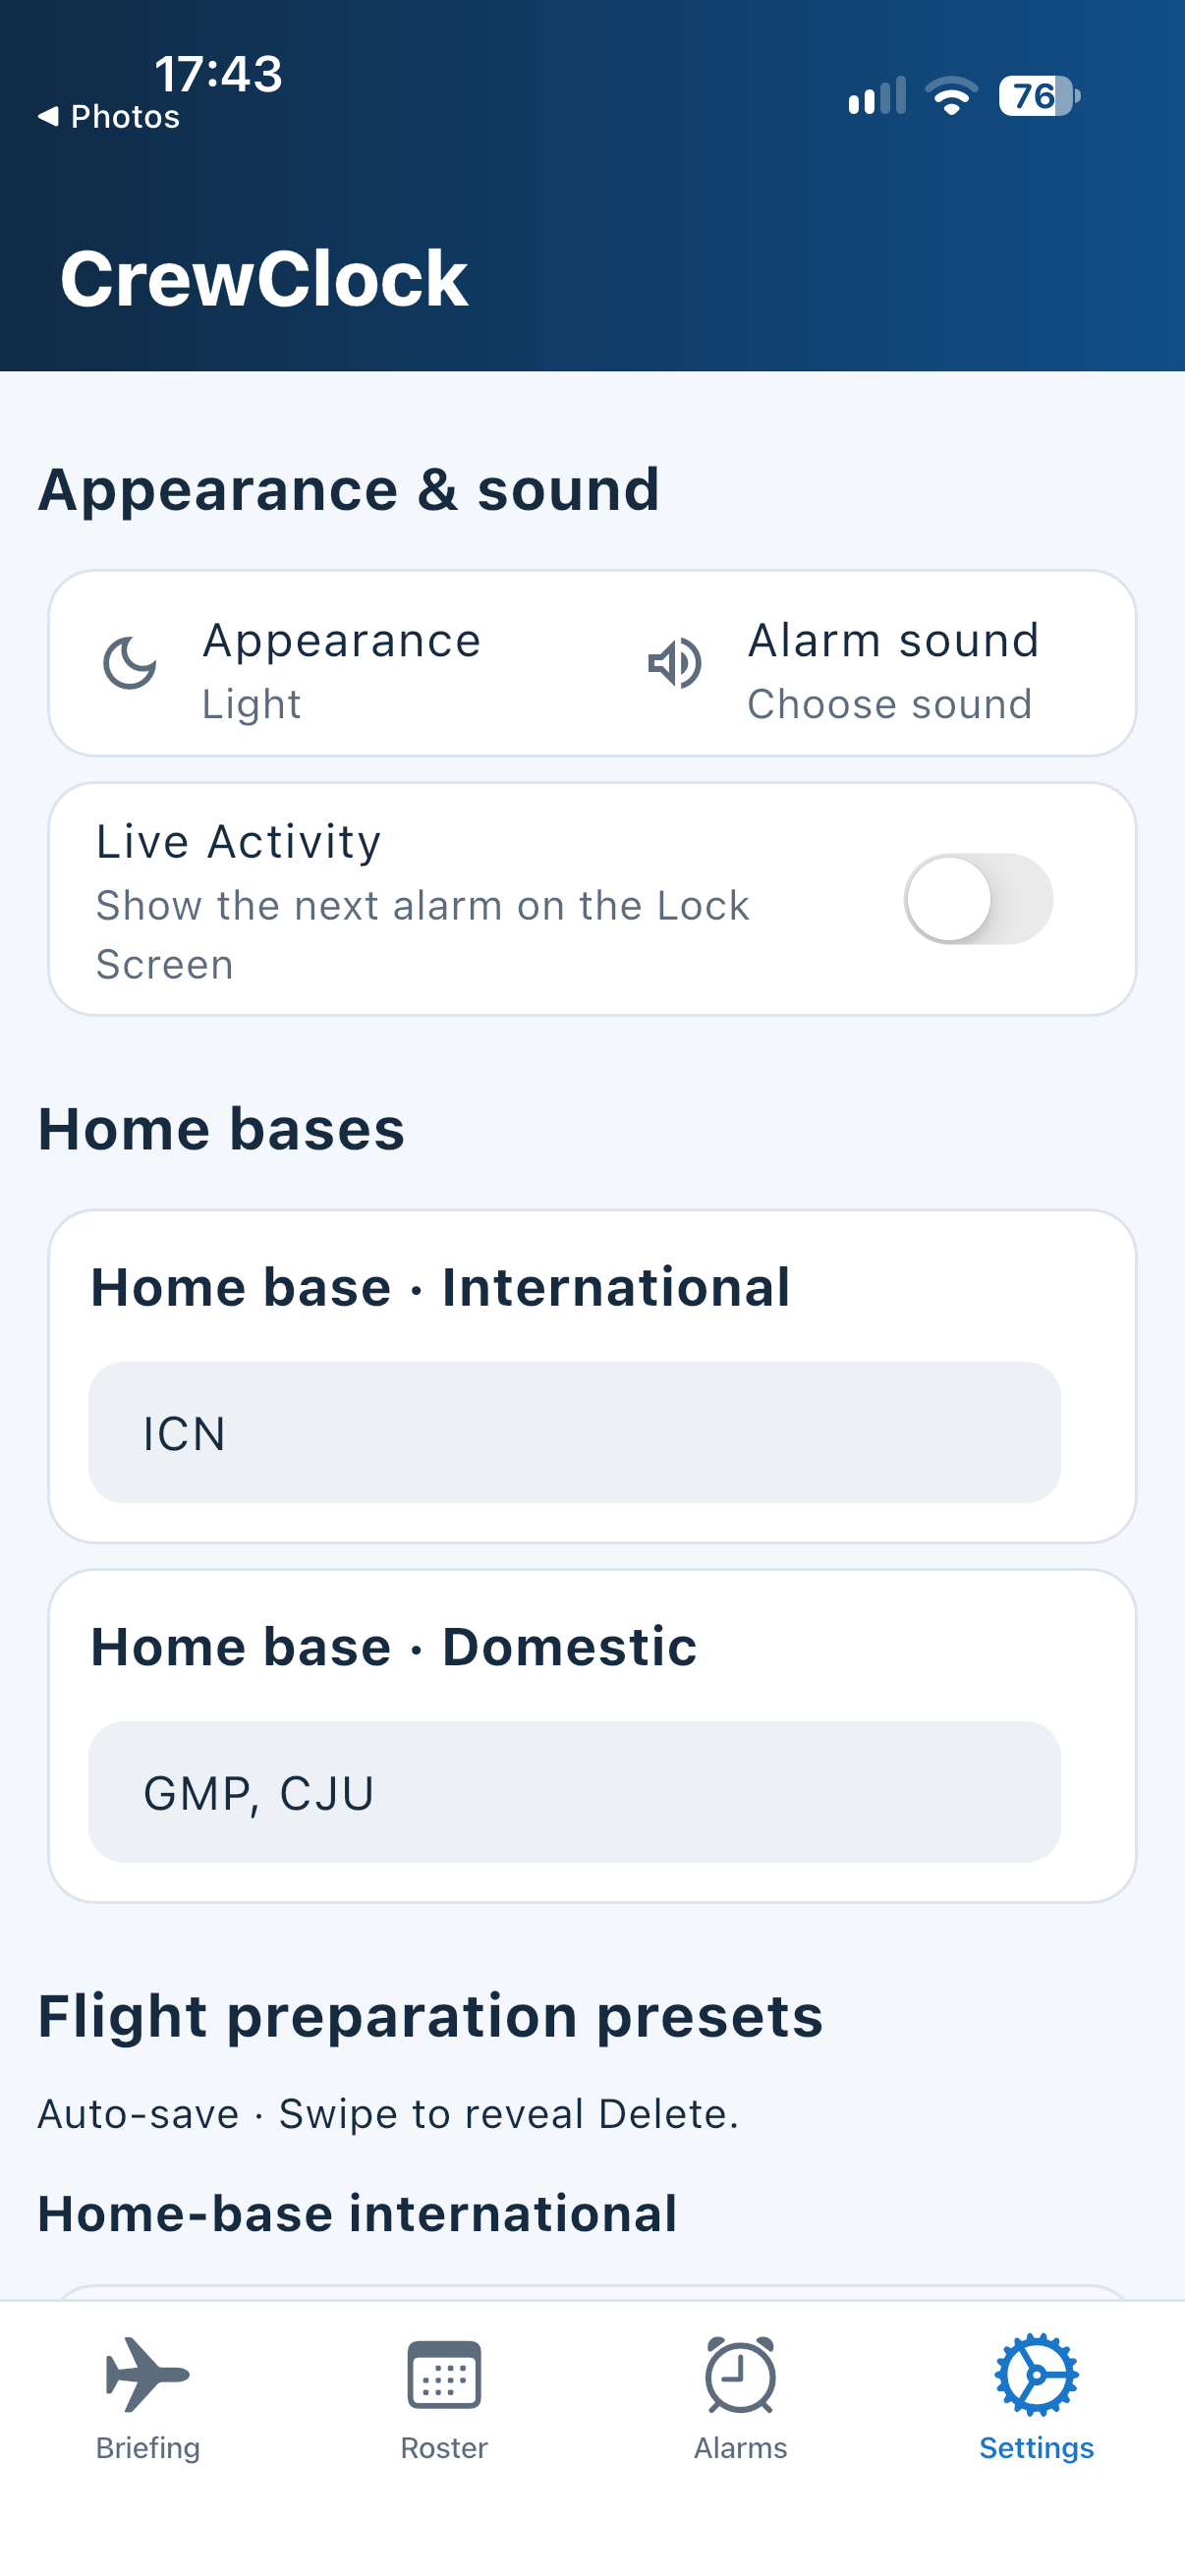 17:43
◀ Photos
76
CrewClock
Appearance & sound
Appearance
Light
Alarm sound
Choose sound
Live Activity
Show the next alarm on the Lock
Screen
Home bases
Home base · International
ICN
Home base · Domestic
GMP, CJU
Flight preparation presets
Auto-save · Swipe to reveal Delete.
Home-base international
Briefing
Roster
Alarms
Settings